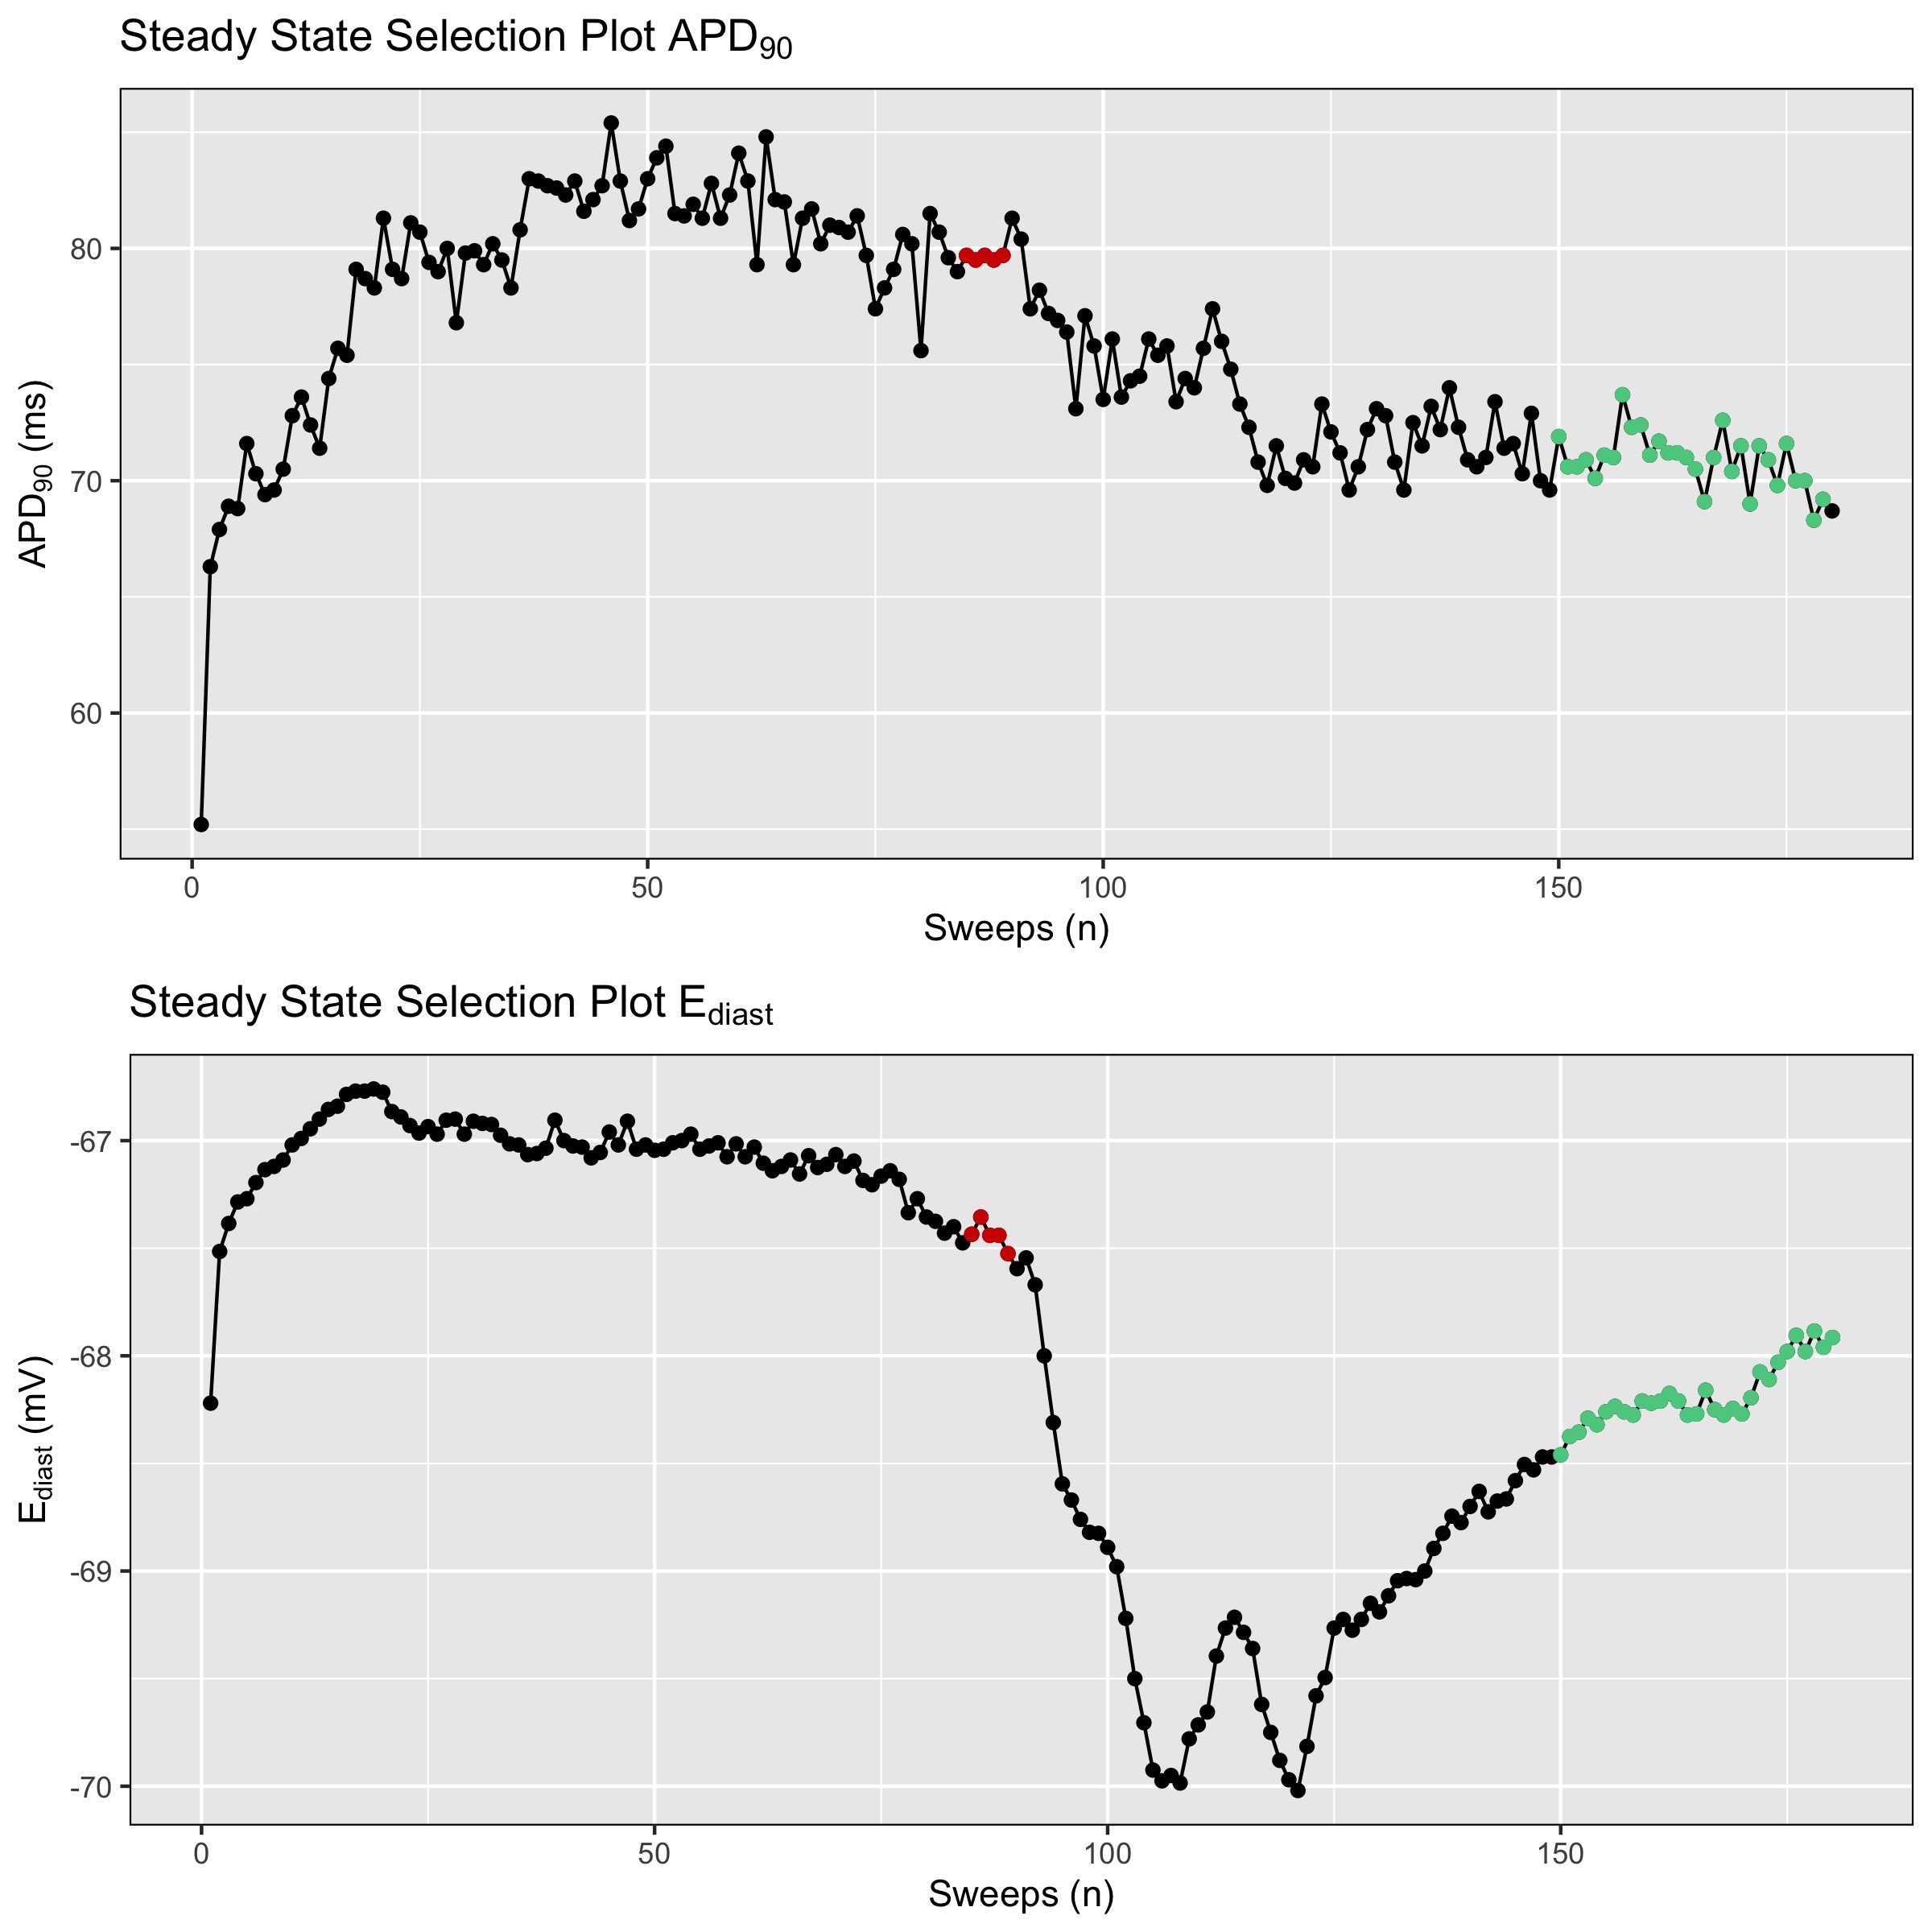 Steady State Selection Plot APD90
80
70
60
APD90 (ms)
0 50 100 150
Sweeps (n)
Steady State Selection Plot Ediast
-67
-68
-69
-70
Ediast (mV)
0 50 100 150
Sweeps (n)